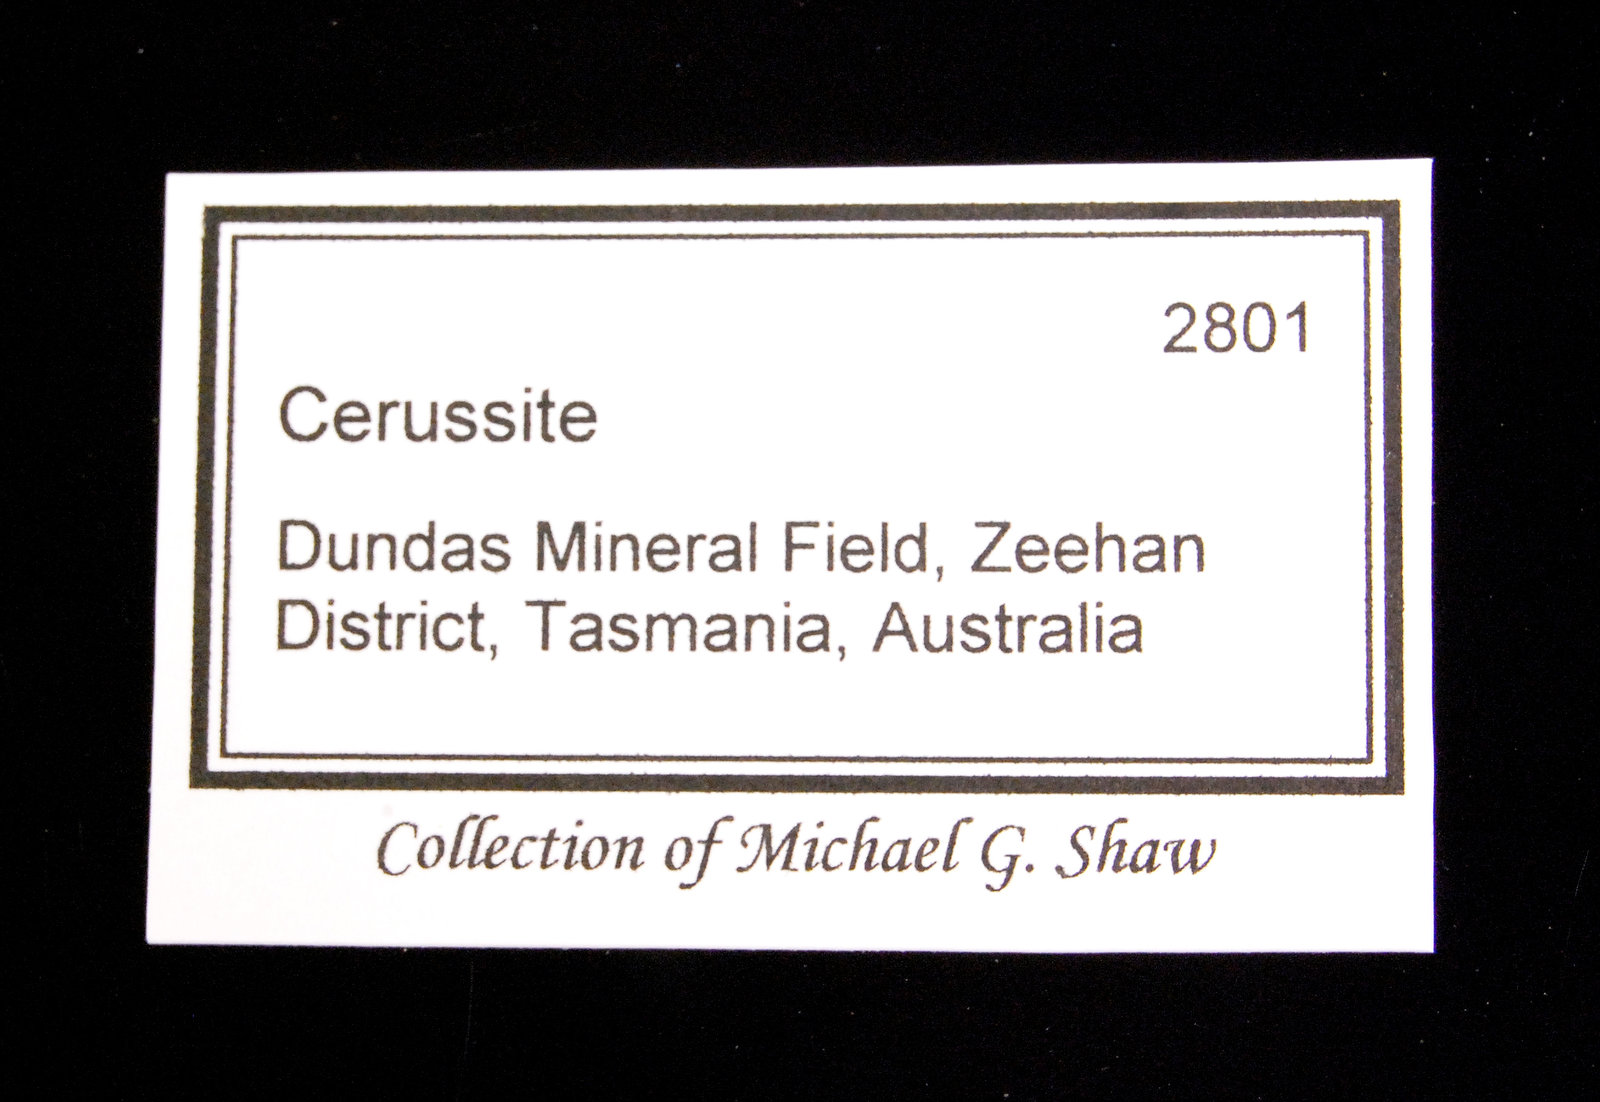 2801
Cerussite
Dundas Mineral Field, Zeehan
District, Tasmania, Australia
Collection of Michael G. Shaw